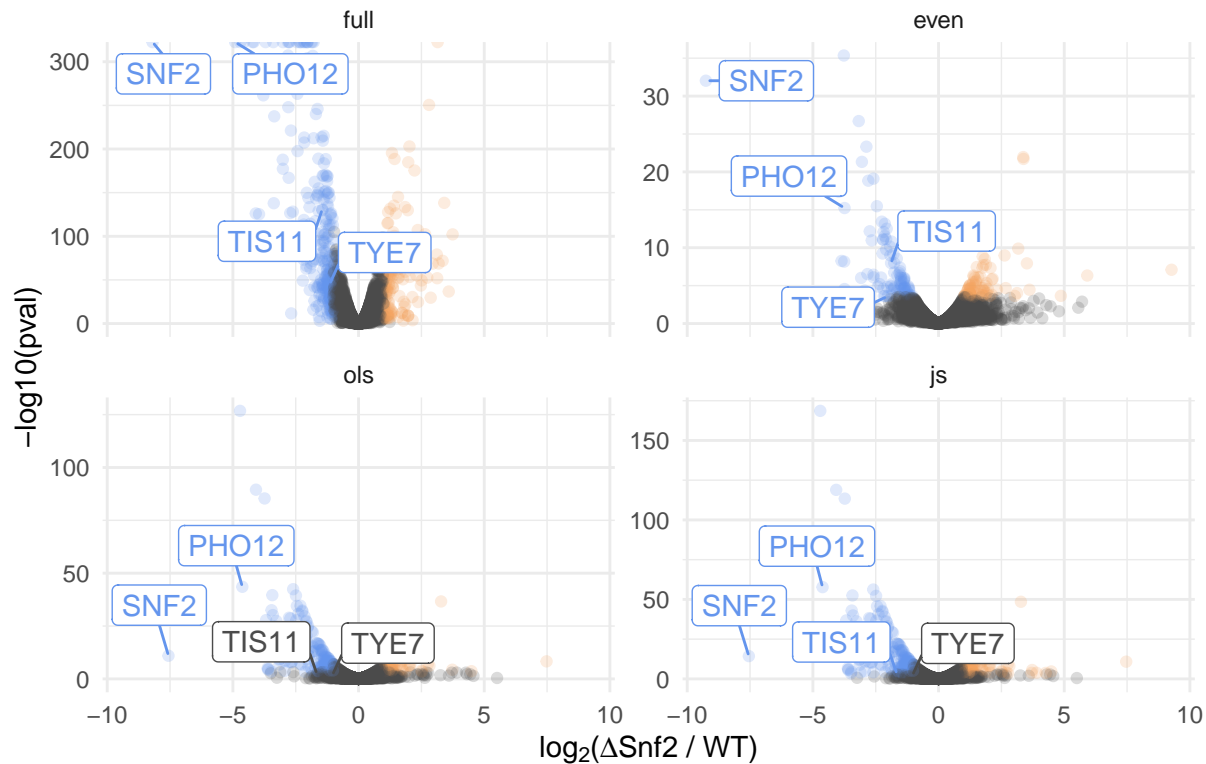 full
even
300
200
100
0
SNF2
PHO12
TIS11
TYE7
30
20
10
0
SNF2
PHO12
TIS11
TYE7
−log10(pval)
ols
js
100
50
0
PHO12
SNF2
TIS11
TYE7
150
100
50
0
PHO12
SNF2
TIS11
TYE7
−10 −5 0 5 10
−10 −5 0 5 10
log₂(ΔSnf2 / WT)